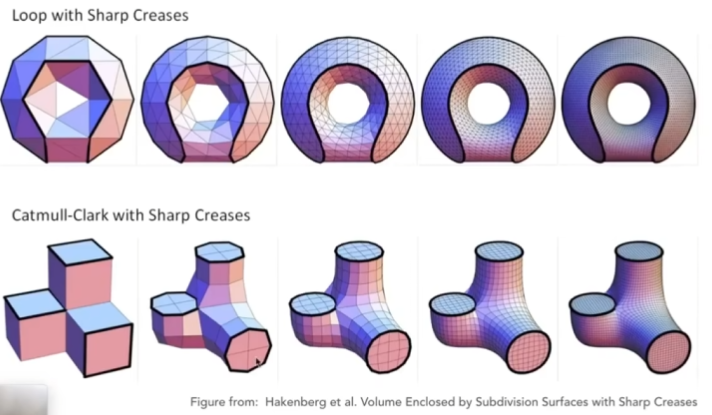 Loop with Sharp Creases
Catmull-Clark with Sharp Creases
Figure from: Hakenberg et al. Volume Enclosed by Subdivision Surfaces with Sharp Creases